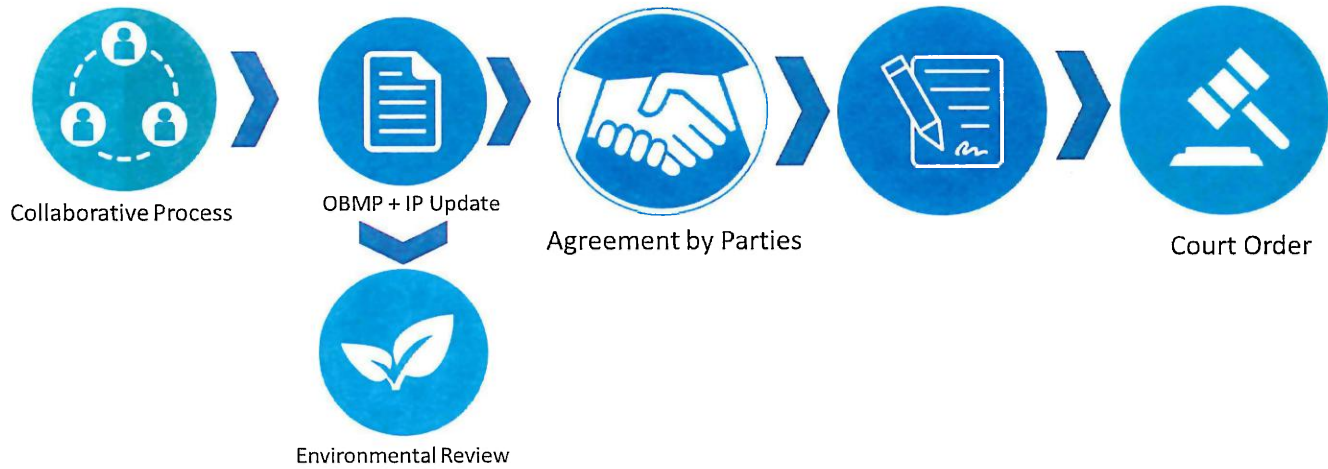 Collaborative Process
OBMP + IP Update
Agreement by Parties
Court Order
Environmental Review